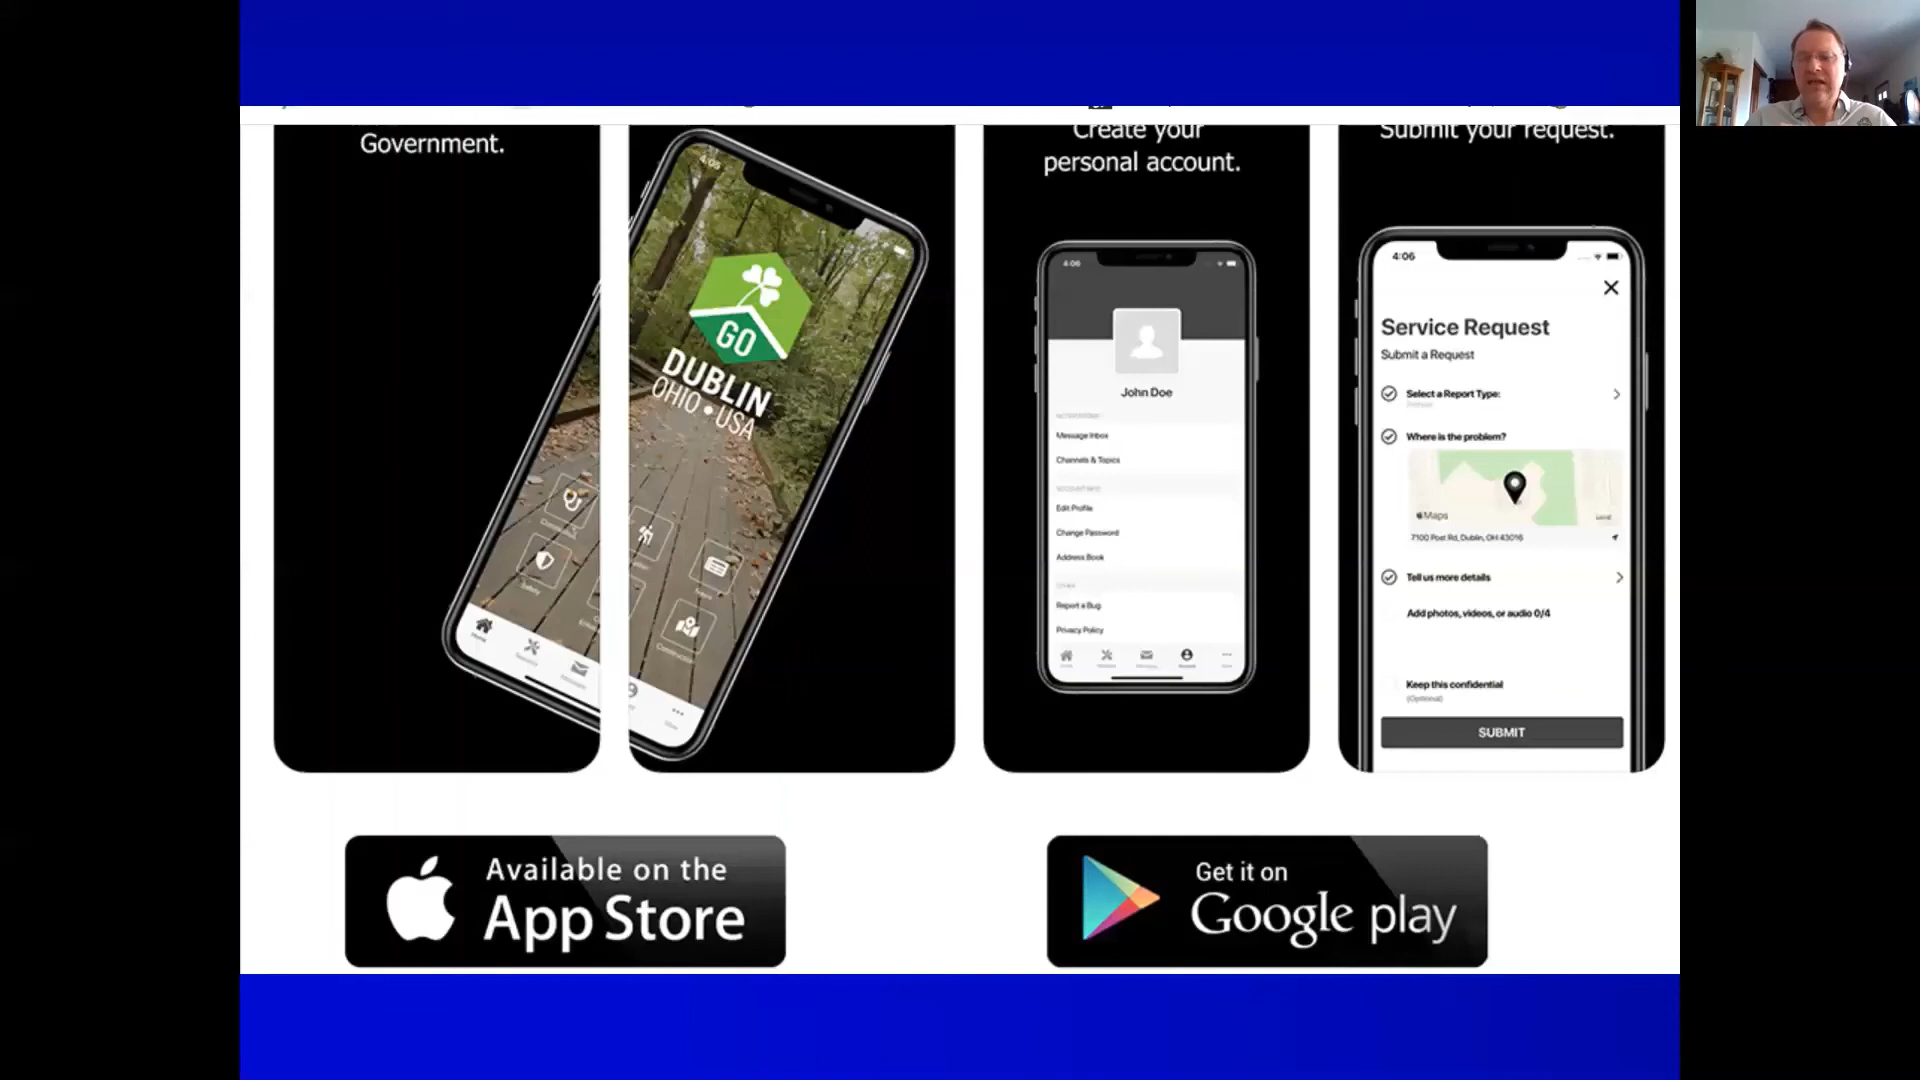 Government.
4:06
GO
DUBLIN
OHIO • USA
Safety
Home
Create your
personal account.
4:06
John Doe
Message Inbox
Channels & Topics
Edit Profile
Change Password
Address Book
Report a Bug
Privacy Policy
Submit your request.
4:06
Service Request
Submit a Request
Select a Report Type:
Where is the problem?
Maps
Legal
7100 Post Rd, Dublin, OH 43016
Tell us more details
Add photos, videos, or audio 0/4
Keep this confidential
(Optional)
SUBMIT
Available on the
App Store
Get it on
Google play